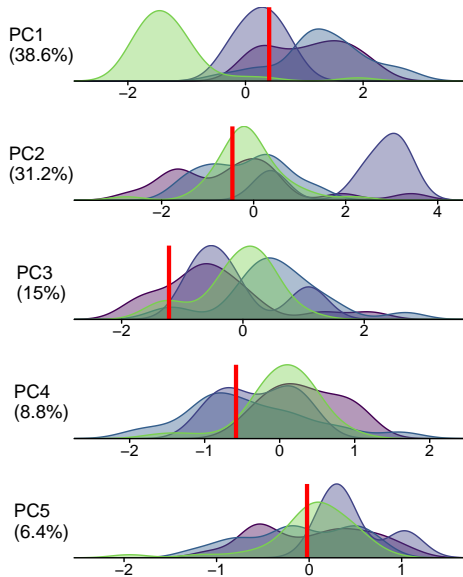 PC1
(38.6%)
−2 0 2
PC2
(31.2%)
−2 0 2 4
PC3
(15%)
−2 0 2
PC4
(8.8%)
−2 −1 0 1 2
PC5
(6.4%)
−2 −1 0 1